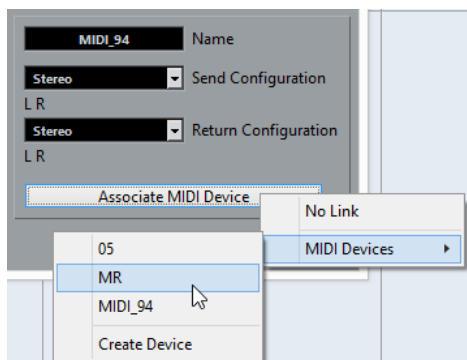 MIDI_94 Name
Stereo Send Configuration
L R
Stereo Return Configuration
L R
Associate MIDI Device
No Link
MIDI Devices
05
MR
MIDI_94
Create Device